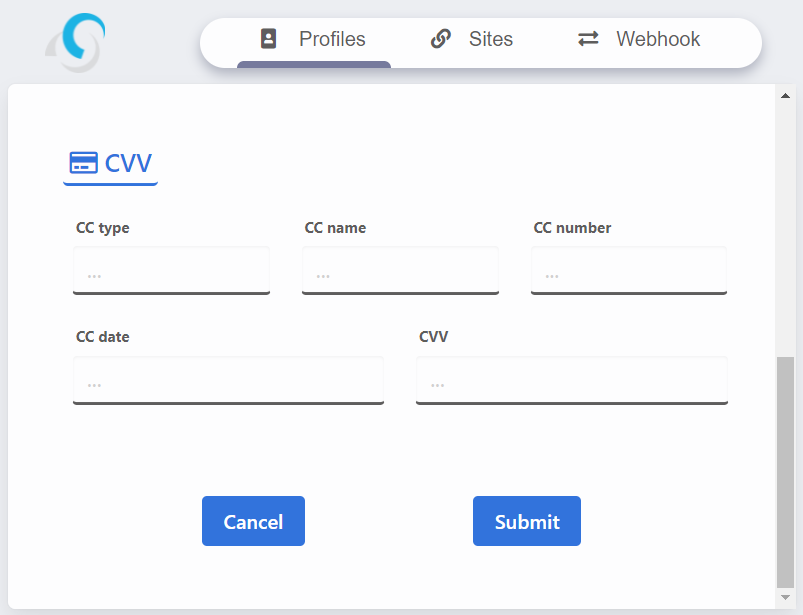 Profiles Sites Webhook
CVV
CC type CC name CC number
... ... ...
CC date CVV
... ...
Cancel Submit